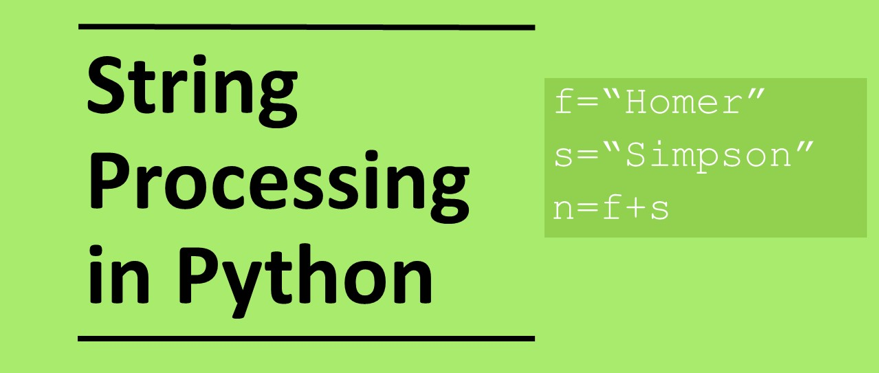 String
Processing
in Python
f=“Homer”
s=“Simpson”
n=f+s